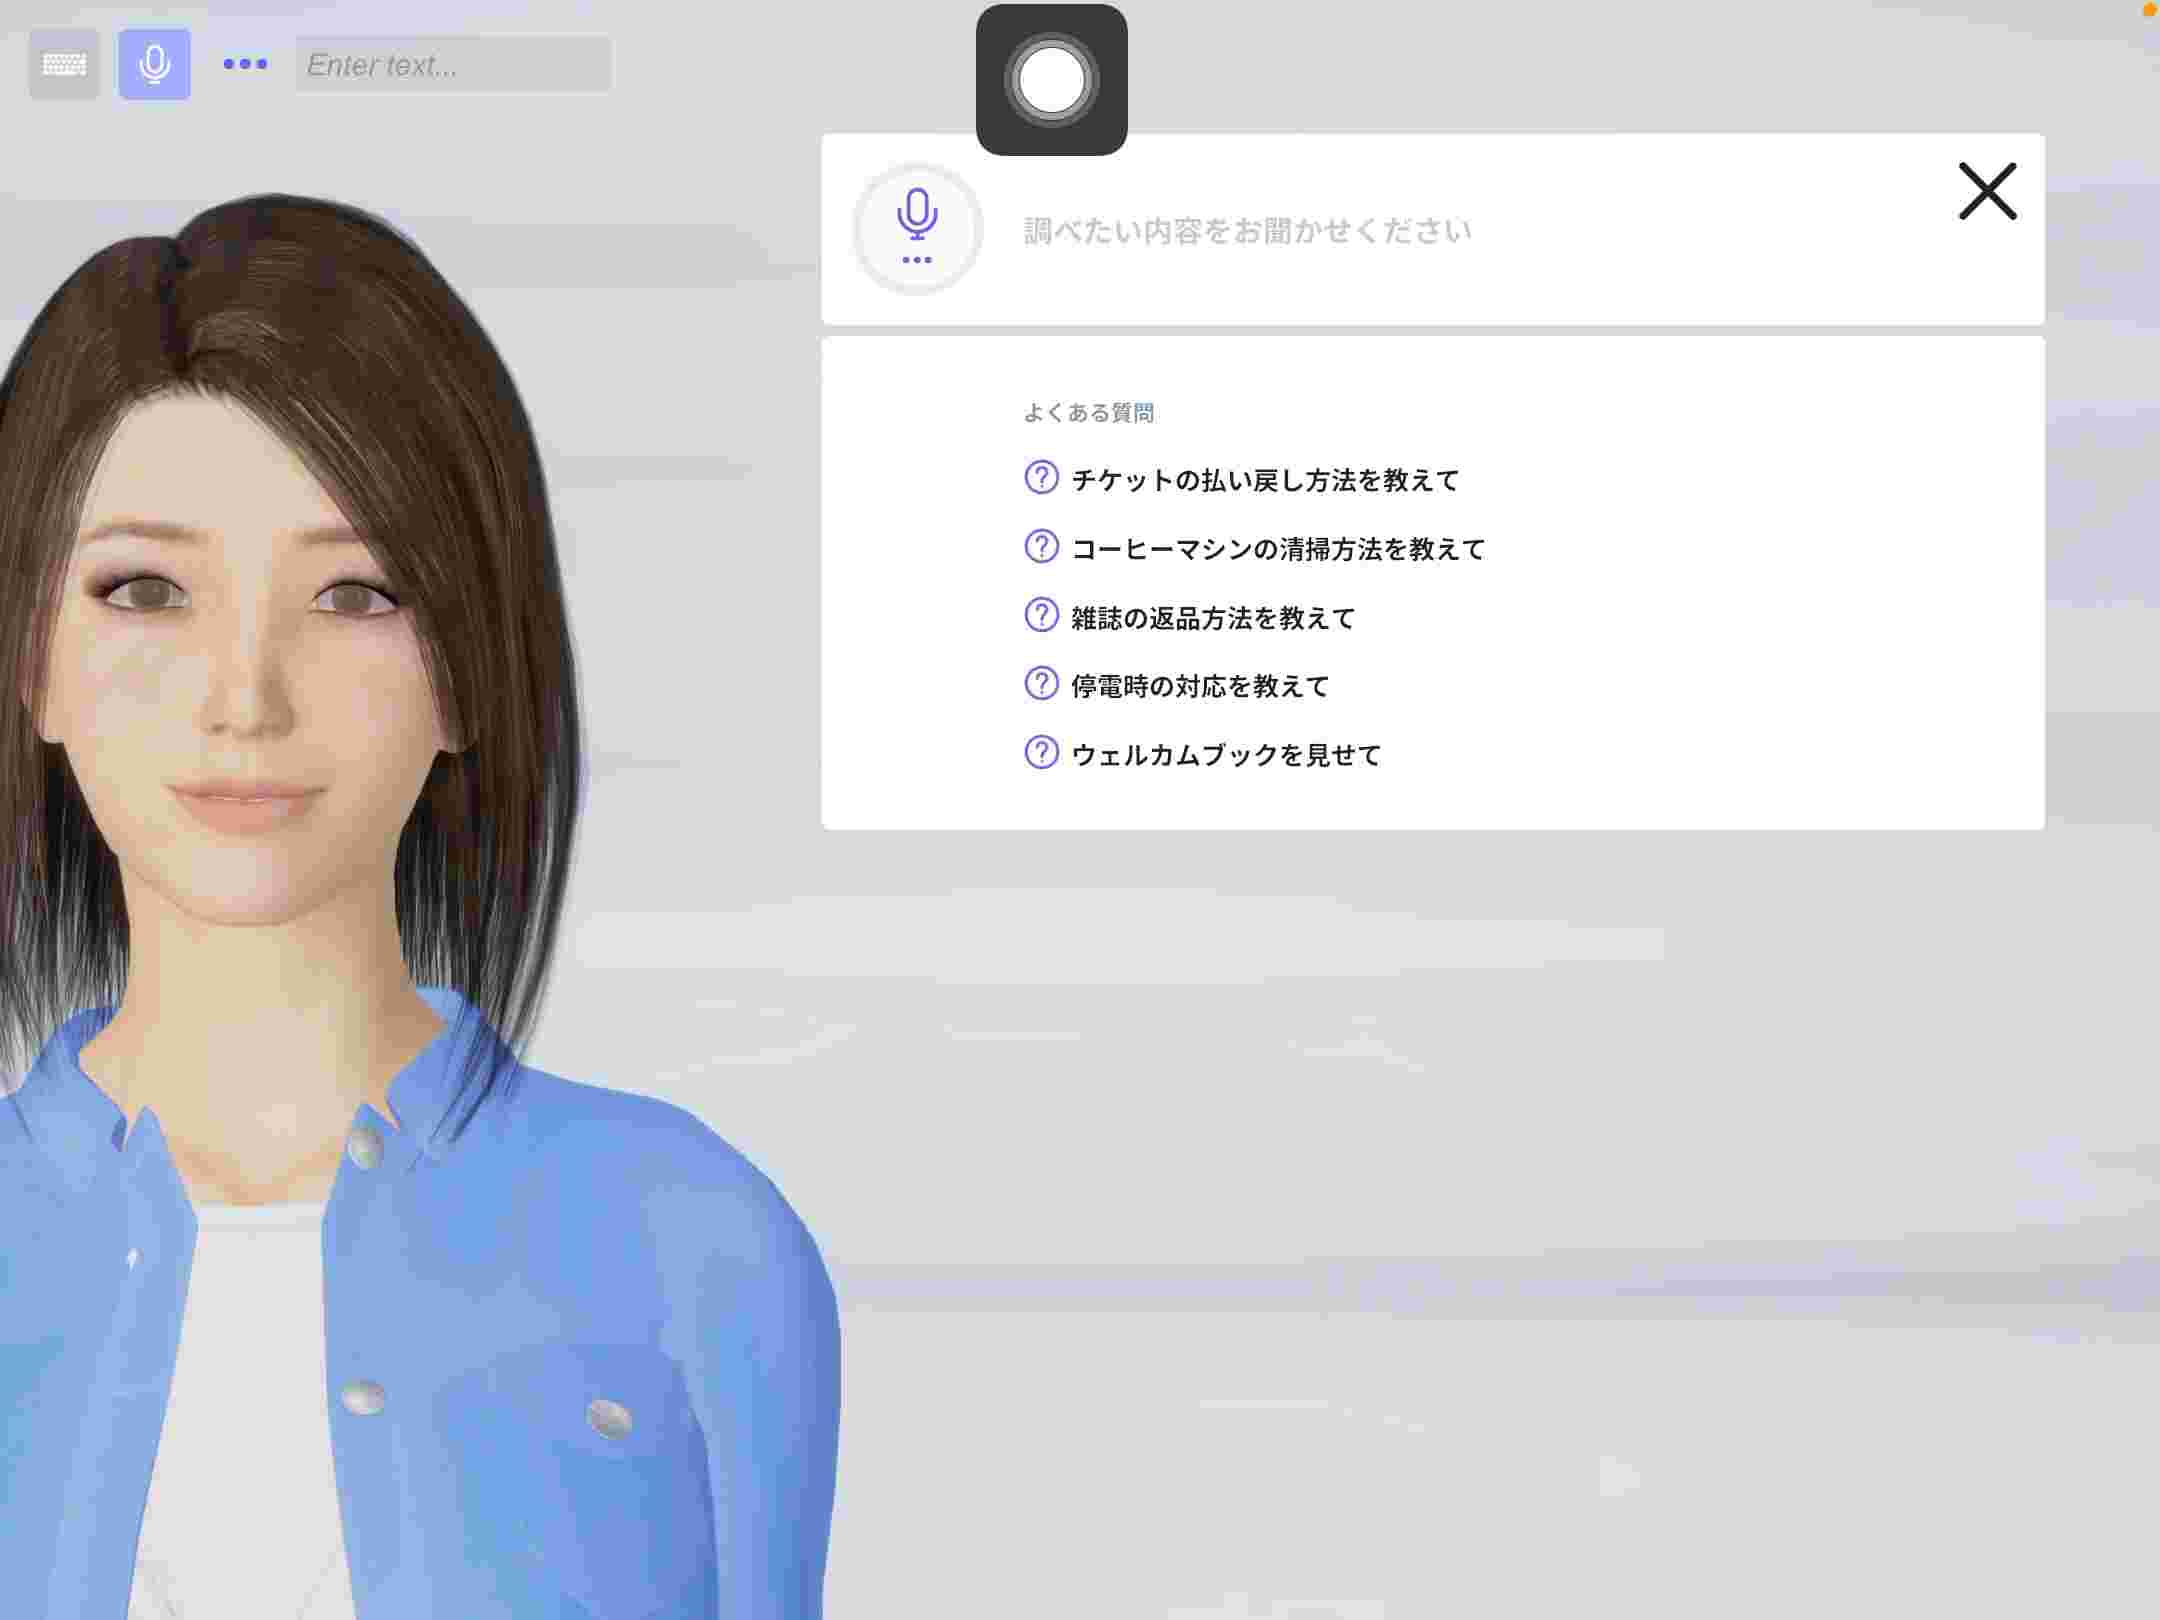 Enter text...
調べたい内容をお聞かせください
よくある質問
チケットの払い戻し方法を教えて
コーヒーマシンの清掃方法を教えて
雑誌の返品方法を教えて
停電時の対応を教えて
ウェルカムブックを見せて